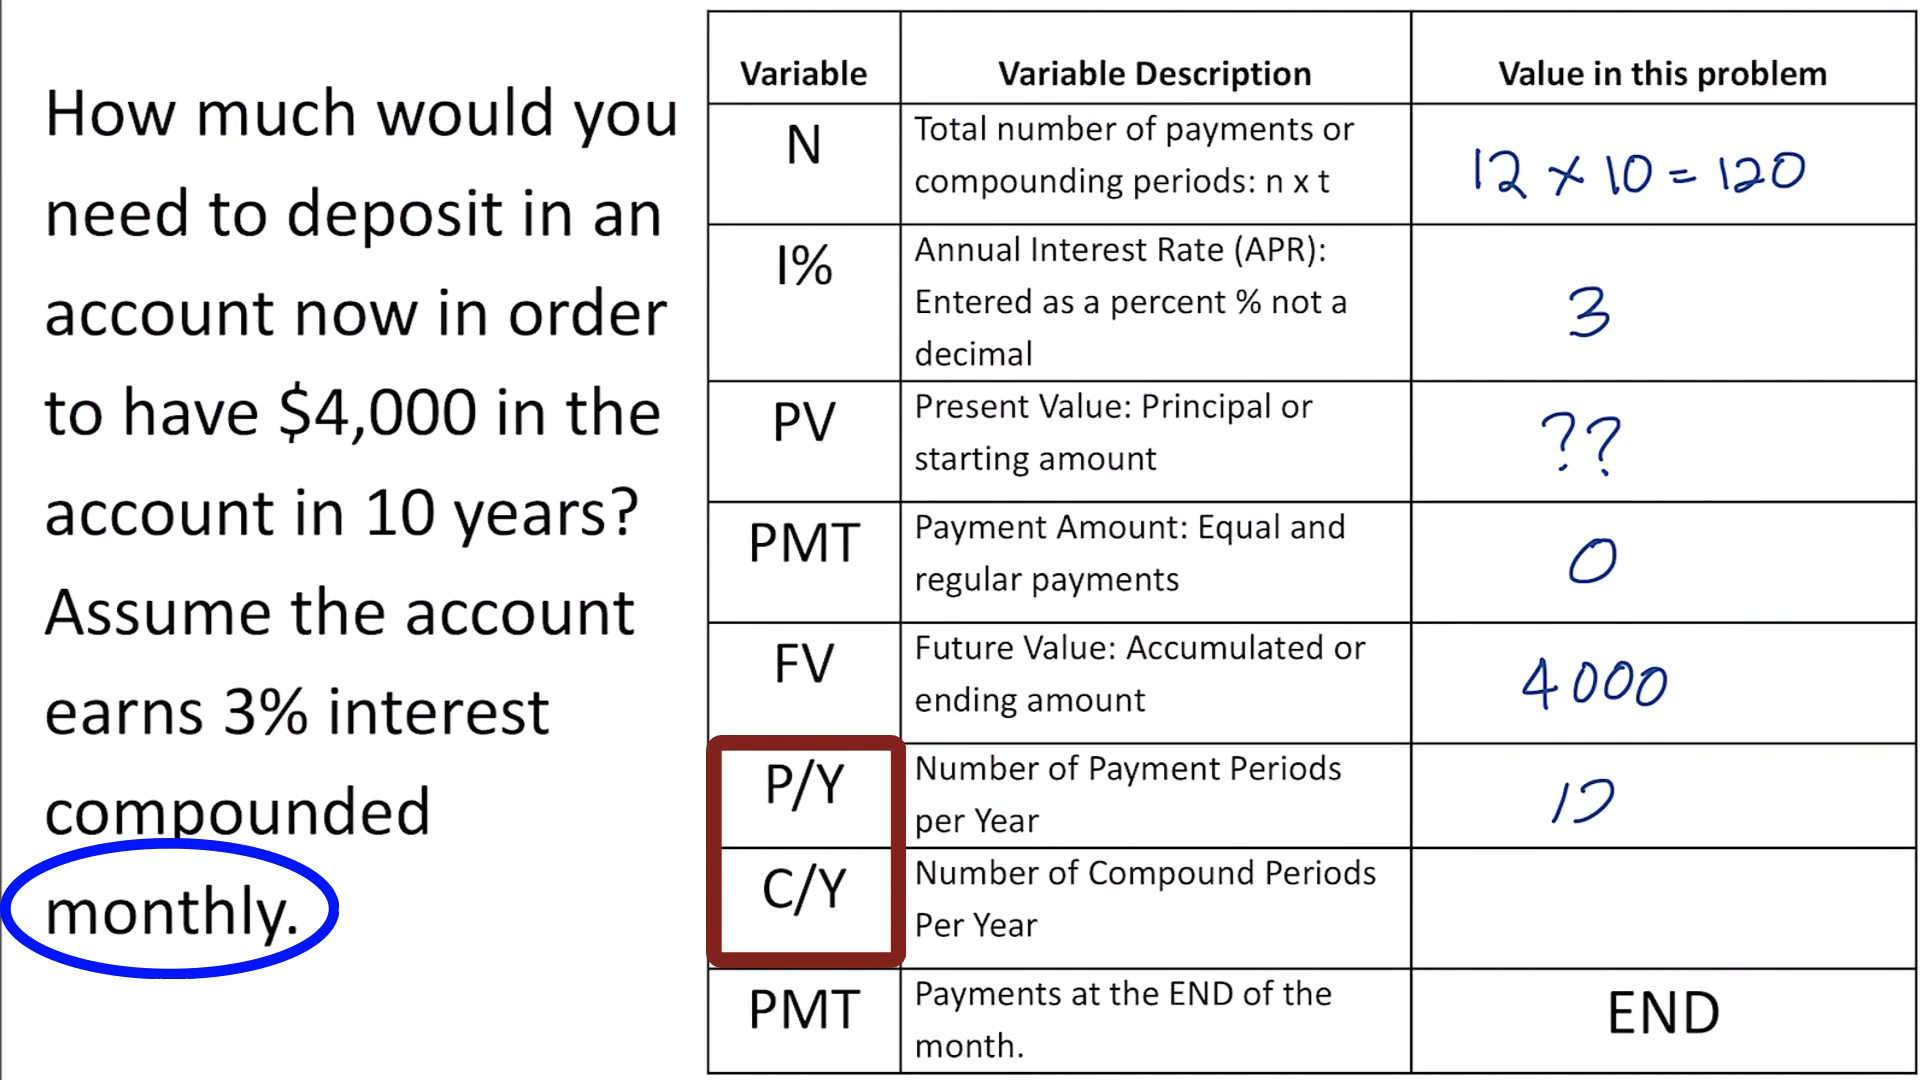 How much would you
need to deposit in an
account now in order
to have $4,000 in the
account in 10 years?
Assume the account
earns 3% interest
compounded
monthly.
Variable Variable Description Value in this problem
N Total number of payments or
compounding periods: n x t
12 × 10 = 120
I% Annual Interest Rate (APR):
Entered as a percent % not a
decimal
3
PV Present Value: Principal or
starting amount
??
PMT Payment Amount: Equal and
regular payments
0
FV Future Value: Accumulated or
ending amount
4000
P/Y Number of Payment Periods
per Year
C/Y Number of Compound Periods
Per Year
PMT Payments at the END of the
month.
END